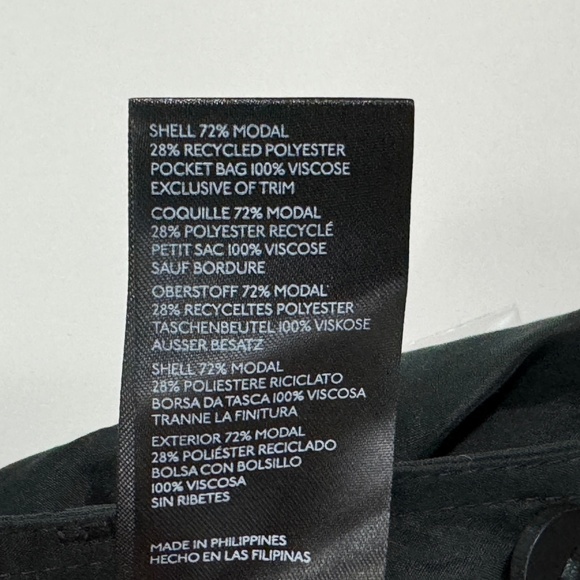 SHELL 72% MODAL
28% RECYCLED POLYESTER
POCKET BAG 100% VISCOSE
EXCLUSIVE OF TRIM
COQUILLE 72% MODAL
28% POLYESTER RECYCLÉ
PETIT SAC 100% VISCOSE
SAUF BORDURE
OBERSTOFF 72% MODAL
28% RECYCELTES POLYESTER
TASCHENBEUTEL 100% VISKOSE
AUSSER BESATZ
SHELL 72% MODAL
28% POLIESTERE RICICLATO
BORSA DA TASCA 100% VISCOSA
TRANNE LA FINITURA
EXTERIOR 72% MODAL
28% POLIÉSTER RECICLADO
BOLSA CON BOLSILLO
100% VISCOSA
SIN RIBETES
MADE IN PHILIPPINES
HECHO EN LAS FILIPINAS